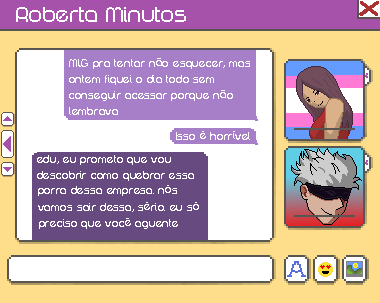 Roberta Minutos
MLG pra tentar não esquecer, mas
ontem fiquei o dia todo sem
conseguir acessar porque não
lembrava
Isso é horrível
edu, eu prometo que vou
descobrir como quebrar essa
porra dessa empresa. nós
vamos sair dessa, sério. eu só
preciso que você aguente
A